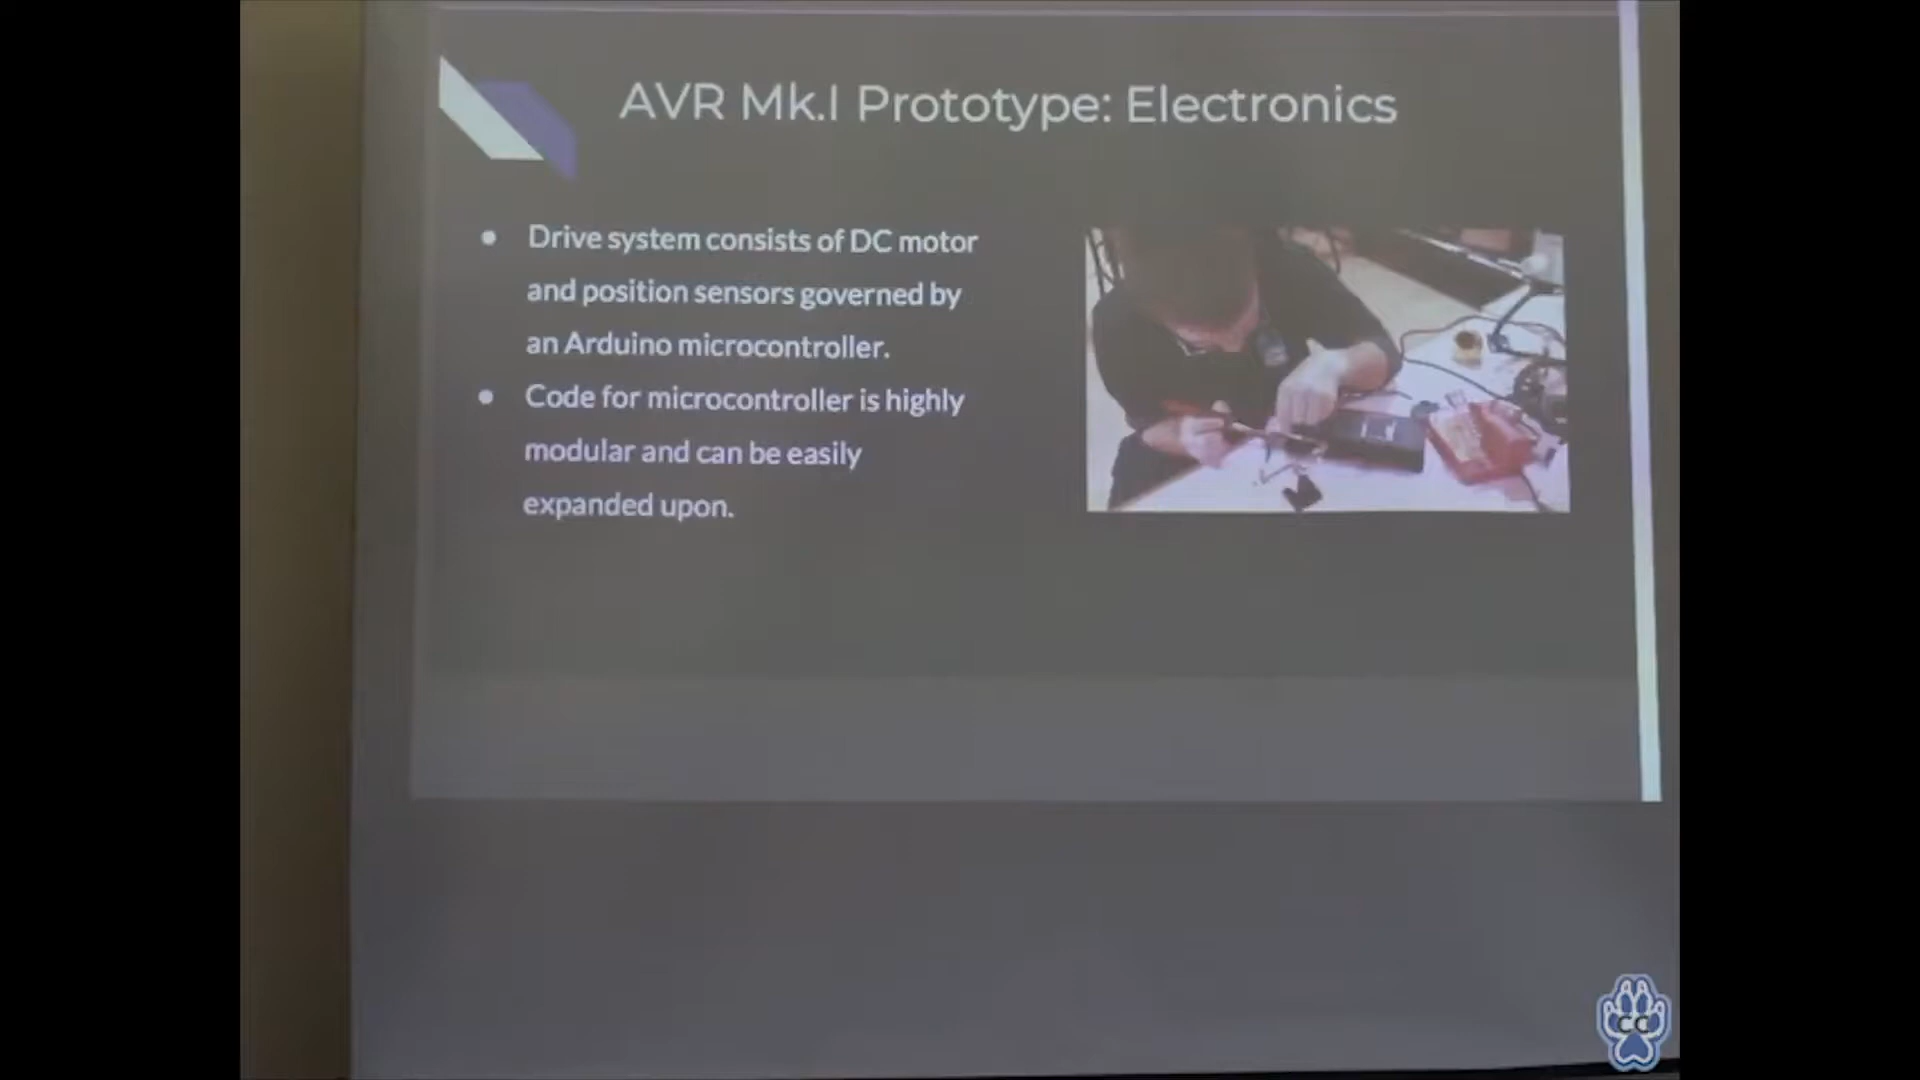 AVR Mk.I Prototype: Electronics
Drive system consists of DC motor
and position sensors governed by
an Arduino microcontroller.
Code for microcontroller is highly
modular and can be easily
expanded upon.
CC